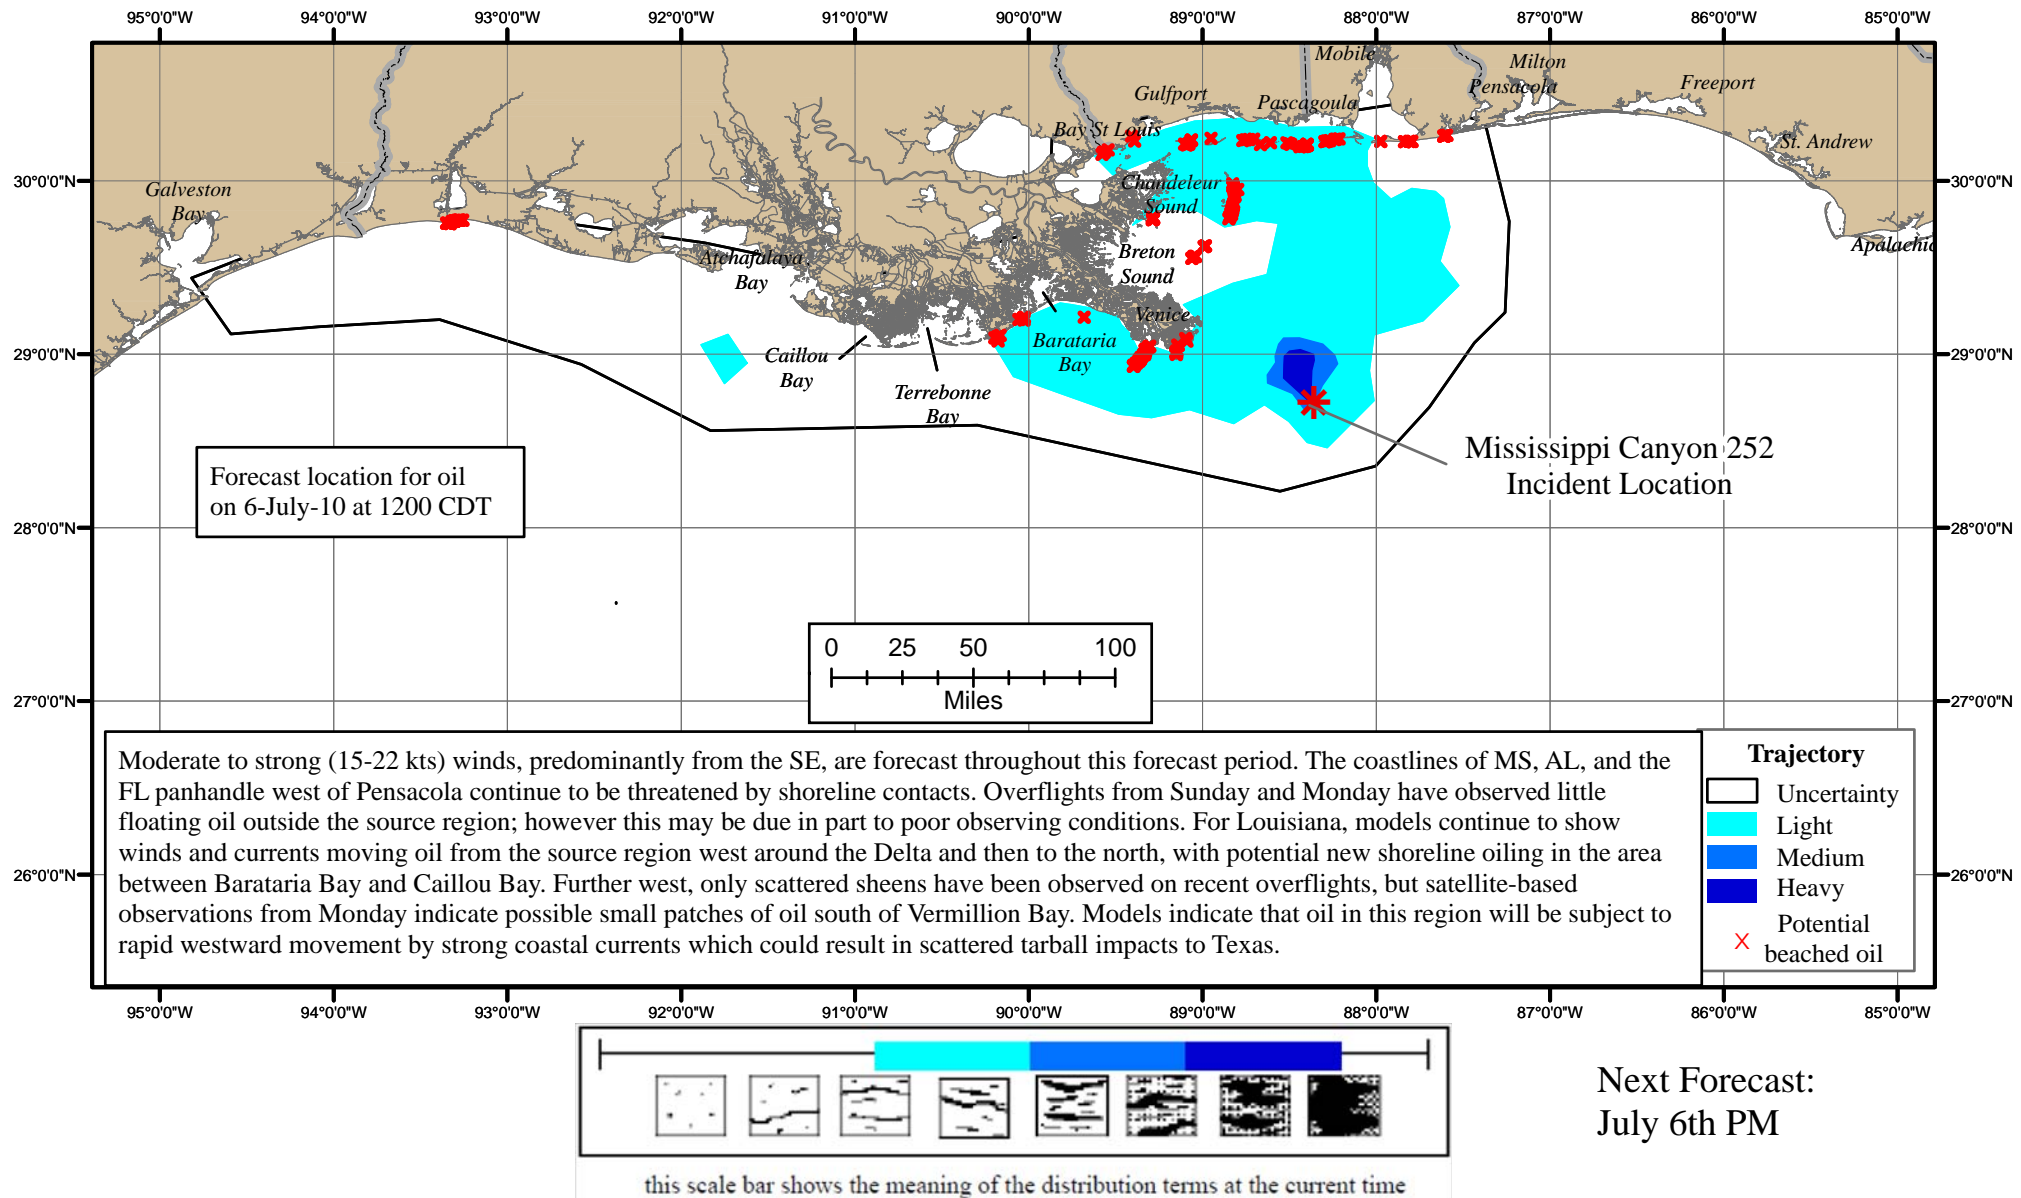 95°0'0"W 94°0'0"W 93°0'0"W 92°0'0"W 91°0'0"W 90°0'0"W 89°0'0"W 88°0'0"W 87°0'0"W 86°0'0"W 85°0'0"W
Mobile
Milton
Pensacola
Freeport
Gulfport
Pascagoula
Bay St Louis
St. Andrew
30°0'0"N
30°0'0"N
Galveston
Bay
Chandeleur
Sound
Apalachic
Breton
Sound
Atchafalaya
Bay
Venice
29°0'0"N
29°0'0"N
Barataria
Bay
Caillou
Bay
Terrebonne
Bay
Mississippi Canyon 252
Incident Location
Forecast location for oil
on 6-July-10 at 1200 CDT
28°0'0"N
28°0'0"N
0 25 50 100
Miles
27°0'0"N
27°0'0"N
Moderate to strong (15-22 kts) winds, predominantly from the SE, are forecast throughout this forecast period. The coastlines of MS, AL, and the
FL panhandle west of Pensacola continue to be threatened by shoreline contacts. Overflights from Sunday and Monday have observed little
floating oil outside the source region; however this may be due in part to poor observing conditions. For Louisiana, models continue to show
winds and currents moving oil from the source region west around the Delta and then to the north, with potential new shoreline oiling in the area
between Barataria Bay and Caillou Bay. Further west, only scattered sheens have been observed on recent overflights, but satellite-based
observations from Monday indicate possible small patches of oil south of Vermillion Bay. Models indicate that oil in this region will be subject to
rapid westward movement by strong coastal currents which could result in scattered tarball impacts to Texas.
Trajectory
Uncertainty
Light
Medium
Heavy
Potential
beached oil
26°0'0"N
26°0'0"N
95°0'0"W 94°0'0"W 93°0'0"W 92°0'0"W 91°0'0"W 90°0'0"W 89°0'0"W 88°0'0"W 87°0'0"W 86°0'0"W 85°0'0"W
Next Forecast:
July 6th PM
this scale bar shows the meaning of the distribution terms at the current time